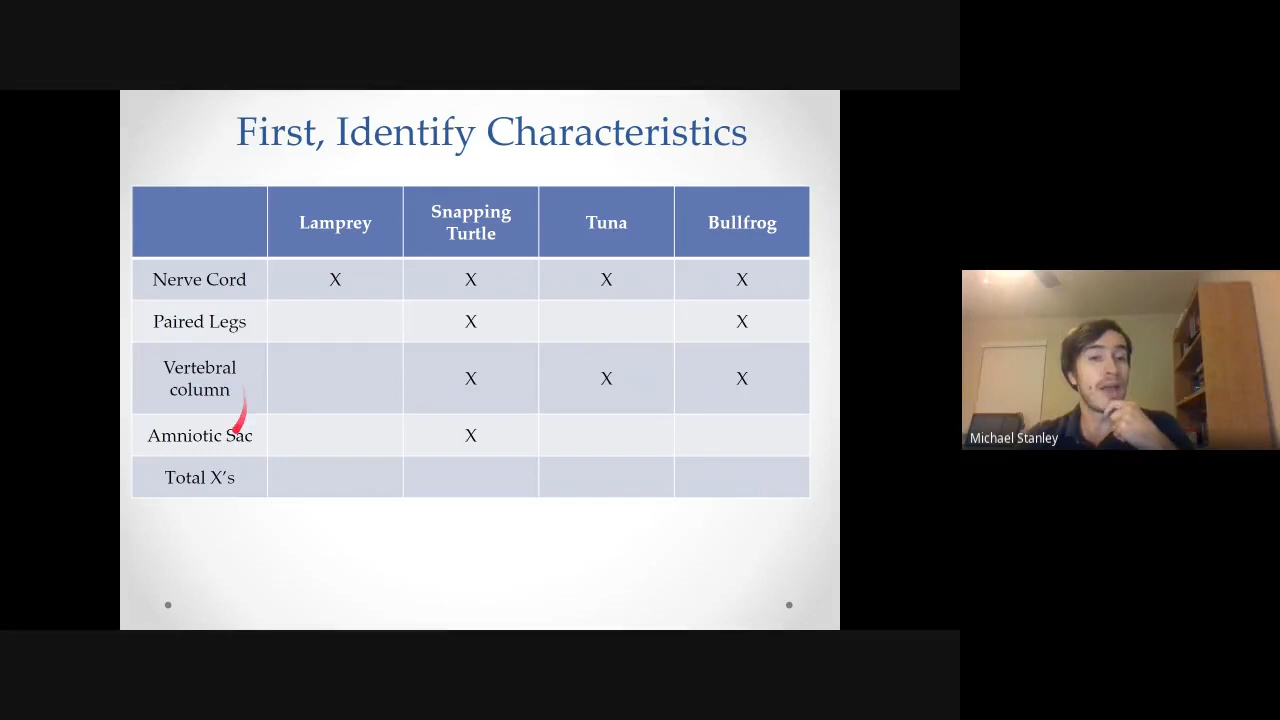 First, Identify Characteristics
Lamprey
Snapping
Turtle
Tuna
Bullfrog
Nerve Cord X X X X
Paired Legs X X
Vertebral
column X X X
Amniotic Sac X
Total X's
Michael Stanley